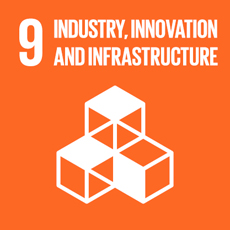 9 INDUSTRY, INNOVATION
AND INFRASTRUCTURE